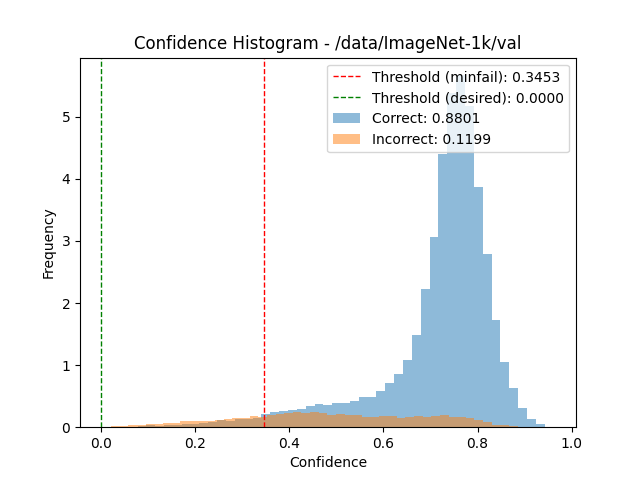 Confidence Histogram - /data/ImageNet-1k/val
Threshold (minfail): 0.3453
Threshold (desired): 0.0000
Correct: 0.8801
Incorrect: 0.1199
Frequency
5
4
3
2
1
0
0.0 0.2 0.4 0.6 0.8 1.0
Confidence